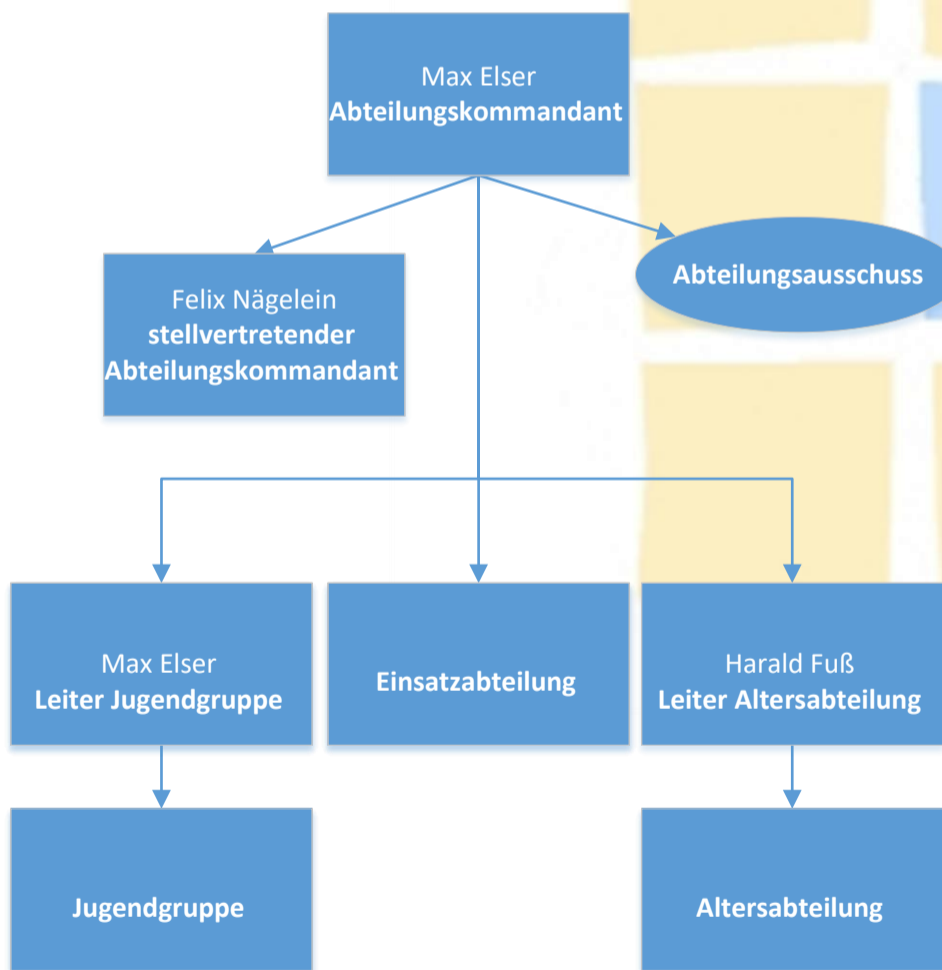 Max Elser
Abteilungskommandant
Felix Nägelein
stellvertretender
Abteilungskommandant
Abteilungsausschuss
Max Elser
Leiter Jugendgruppe
Einsatzabteilung
Harald Fuß
Leiter Altersabteilung
Jugendgruppe
Altersabteilung